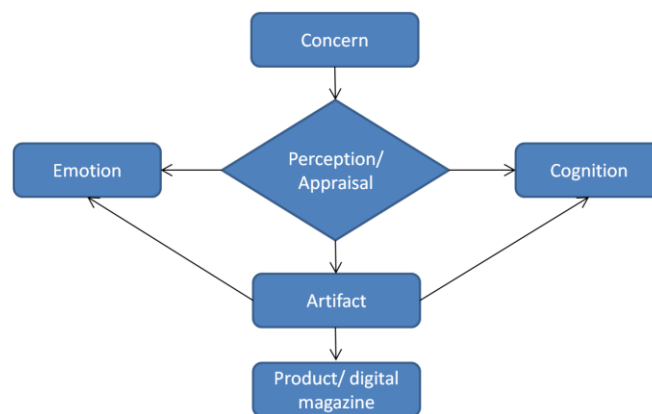 Concern
Perception/
Appraisal
Emotion
Cognition
Artifact
Product/ digital
magazine